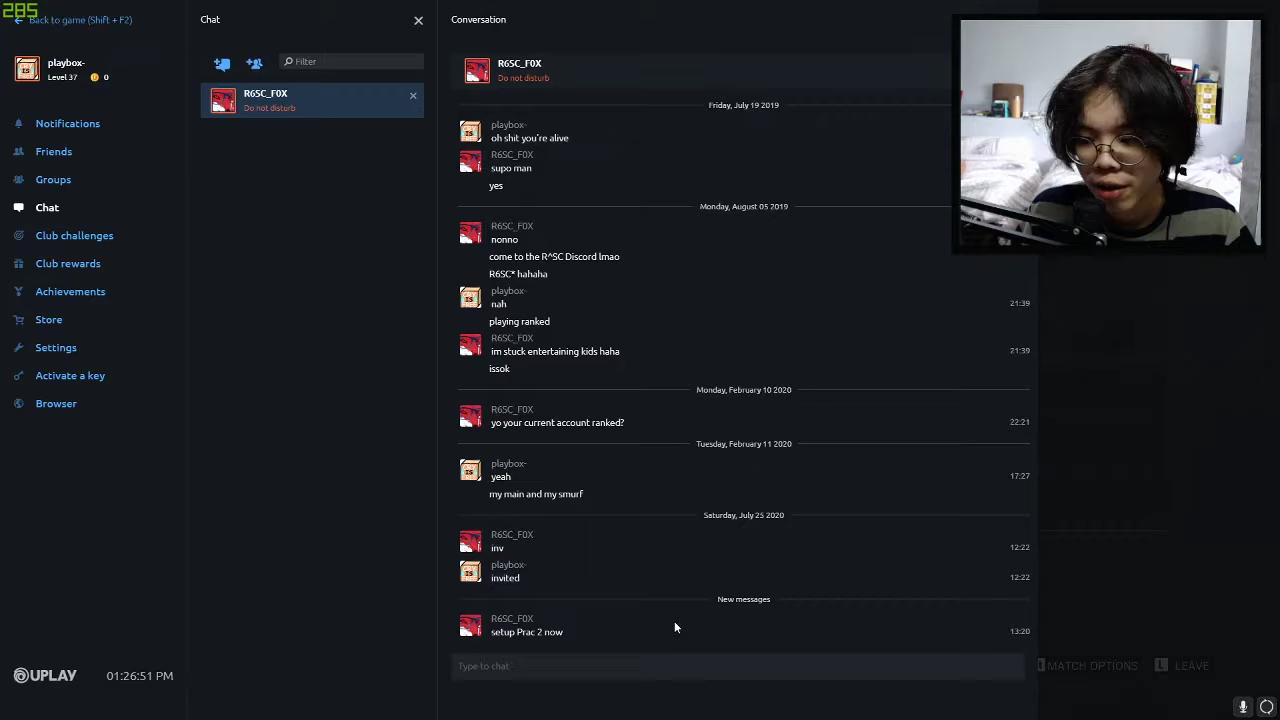 285
Back to game (Shift + F2)
Chat
Conversation
playbox-
Level 37
0
Filter
R6SC_F0X
Do not disturb
Notifications
Friends
Groups
Chat
Club challenges
Club rewards
Achievements
Store
Settings
Activate a key
Browser
UPLAY
01:26:51 PM
R6SC_F0X
Do not disturb
Friday, July 19 2019
playbox-
oh shit you're alive
R6SC_F0X
supo man
yes
Monday, August 05 2019
R6SC_F0X
nonno
come to the R^SC Discord lmao
R6SC* hahaha
playbox-
nah 21:39
playing ranked
R6SC_F0X
im stuck entertaining kids haha 21:39
issok
Monday, February 10 2020
R6SC_F0X
yo your current account ranked? 22:21
Tuesday, February 11 2020
playbox-
yeah 17:27
my main and my smurf
Saturday, July 25 2020
R6SC_F0X
inv 12:22
playbox-
invited 12:22
New messages
R6SC_F0X
setup Prac 2 now 13:20
Type to chat
MATCH OPTIONS
L LEAVE